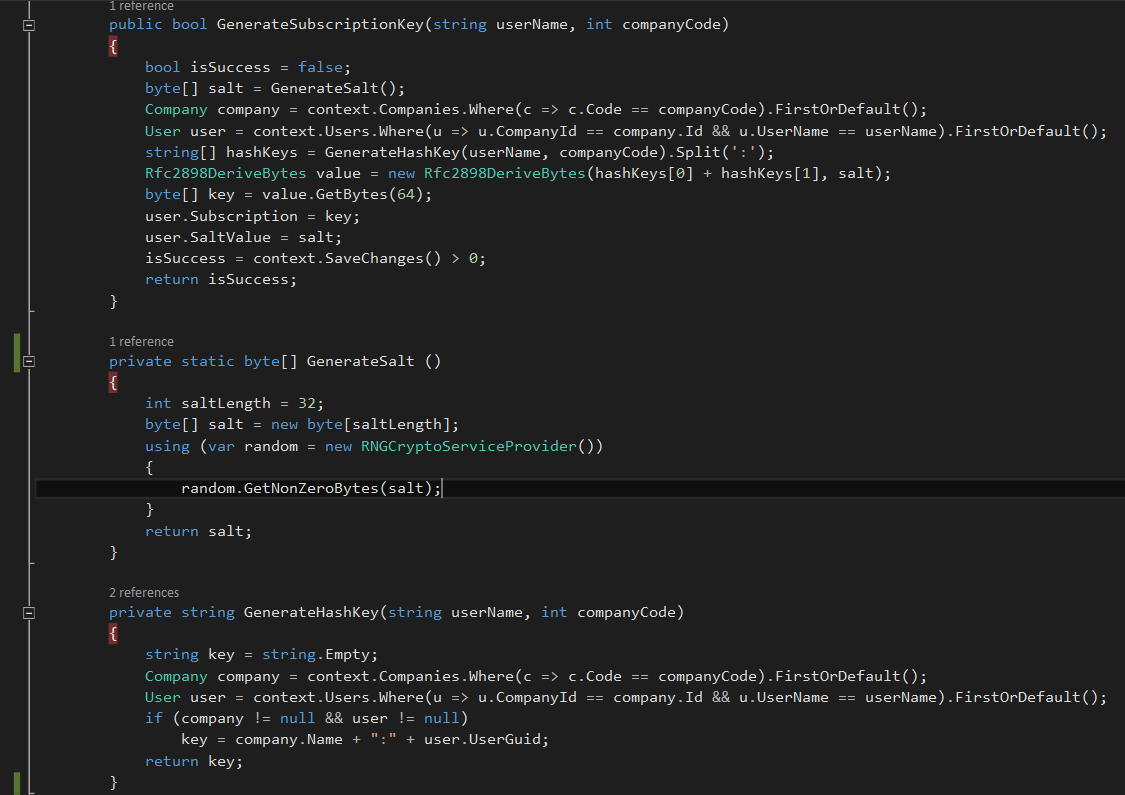 1 reference
public bool GenerateSubscriptionKey(string userName, int companyCode)
{
bool isSuccess = false;
byte[] salt = GenerateSalt();
Company company = context.Companies.Where(c => c.Code == companyCode).FirstOrDefault();
User user = context.Users.Where(u => u.CompanyId == company.Id && u.UserName == userName).FirstOrDefault();
string[] hashKeys = GenerateHashKey(userName, companyCode).Split(':');
Rfc2898DeriveBytes value = new Rfc2898DeriveBytes(hashKeys[0] + hashKeys[1], salt);
byte[] key = value.GetBytes(64);
user.Subscription = key;
user.SaltValue = salt;
isSuccess = context.SaveChanges() > 0;
return isSuccess;
}
1 reference
private static byte[] GenerateSalt ()
{
int saltLength = 32;
byte[] salt = new byte[saltLength];
using (var random = new RNGCryptoServiceProvider())
{
random.GetNonZeroBytes(salt);
}
return salt;
}
2 references
private string GenerateHashKey(string userName, int companyCode)
{
string key = string.Empty;
Company company = context.Companies.Where(c => c.Code == companyCode).FirstOrDefault();
User user = context.Users.Where(u => u.CompanyId == company.Id && u.UserName == userName).FirstOrDefault();
if (company != null && user != null)
key = company.Name + ":" + user.UserGuid;
return key;
}